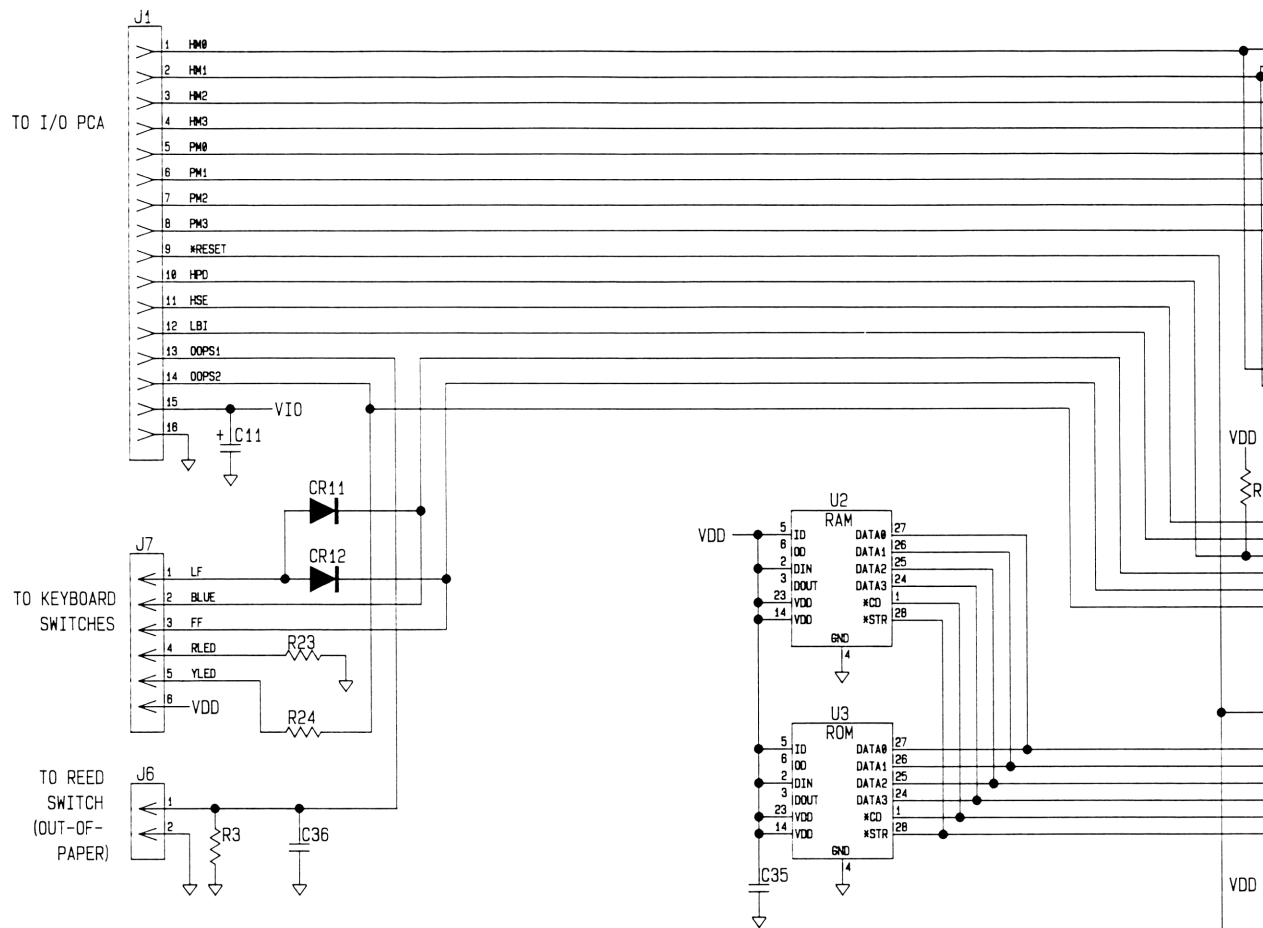 J1
1 HM0
2 HM1
3 HM2
4 HM3
5 PM0
6 PM1
7 PM2
8 PM3
9 *RESET
10 HPD
11 HSE
12 LBI
13 OOPS1
14 OOPS2
15
16
TO I/O PCA
VIO
+ C11
CR11
CR12
J7
1 LF
2 BLUE
3 FF
4 RLED
5 YLED
6
VDD
TO KEYBOARD
SWITCHES
R23
R24
TO REED
SWITCH
(OUT-OF-
PAPER)
J6
1
2
R3
C36
VDD
U2
RAM
5 ID DATA0 27
6 OD DATA1 26
2 DIN DATA2 25
3 DOUT DATA3 24
23 VDD *CD 1
14 VDD *STR 28
GND
4
U3
ROM
5 ID DATA0 27
6 OD DATA1 26
2 DIN DATA2 25
3 DOUT DATA3 24
23 VDD *CD 1
14 VDD *STR 28
GND
4
C35
VDD
R
VDD